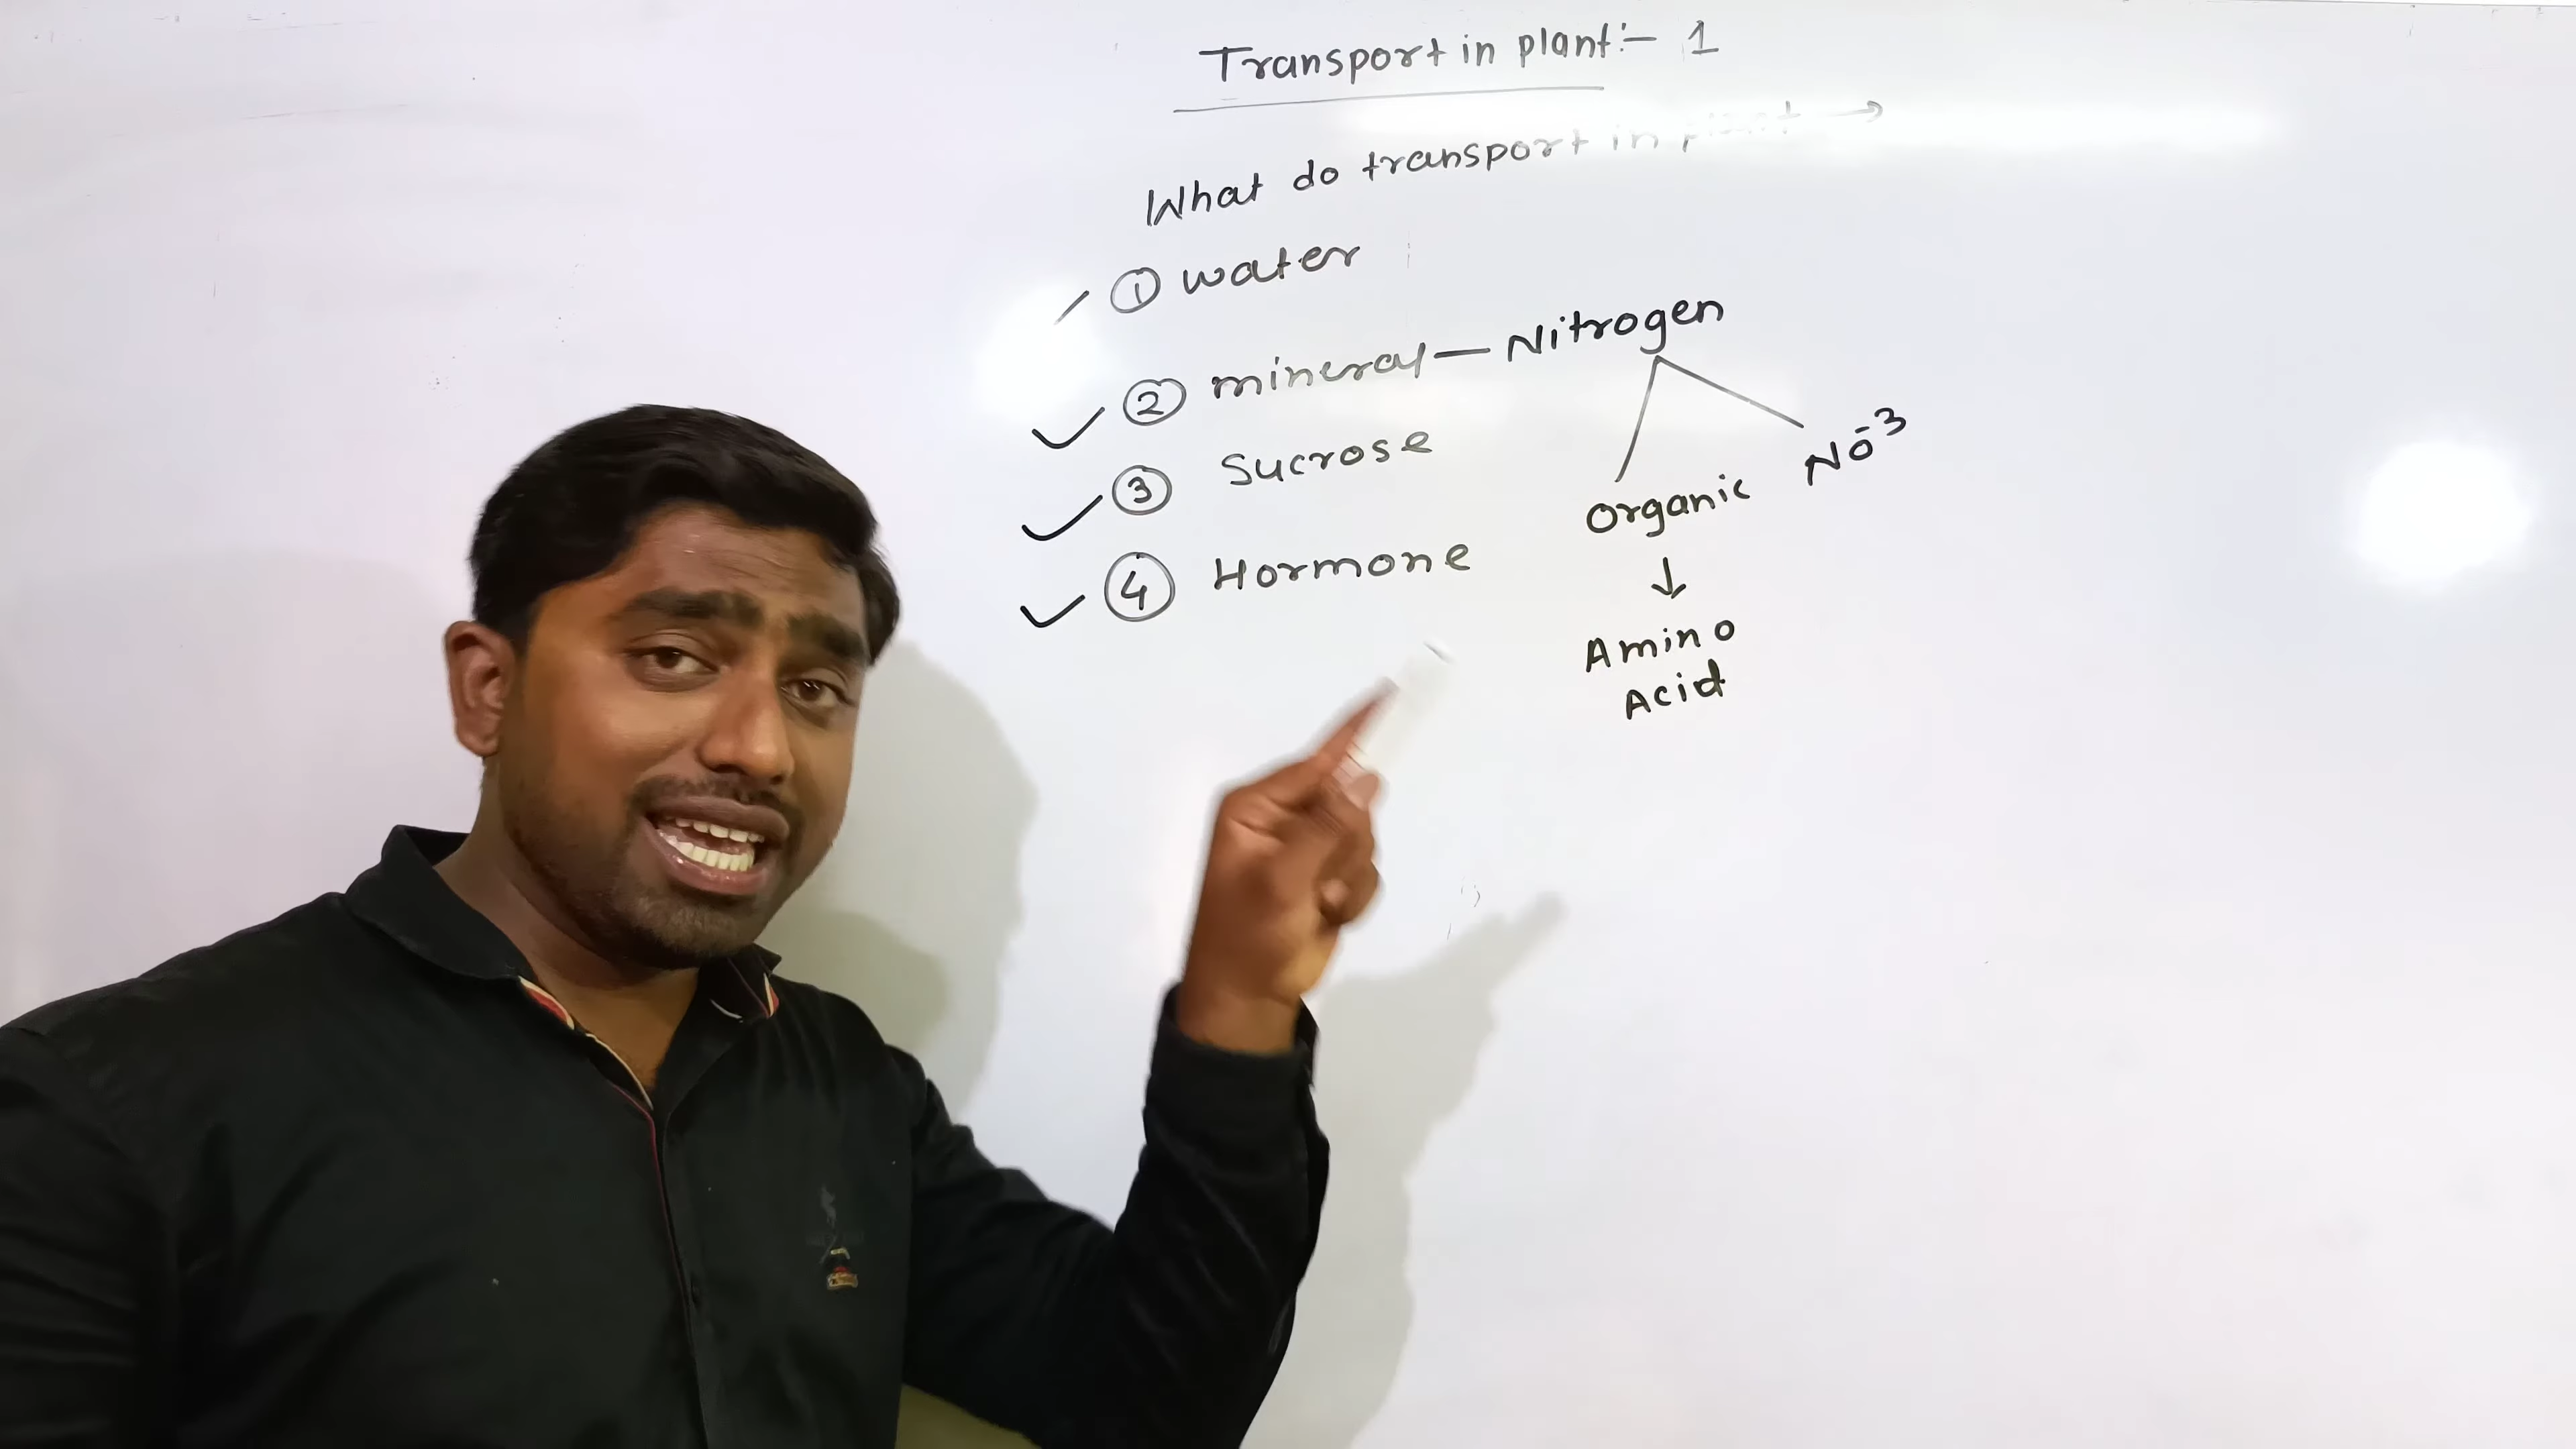 Transport in plant:- 1
What do transport in plant →
① water
② mineral — Nitrogen
NO⁻3
③ Sucrose
Organic
④ Hormone
↓
Amino
Acid